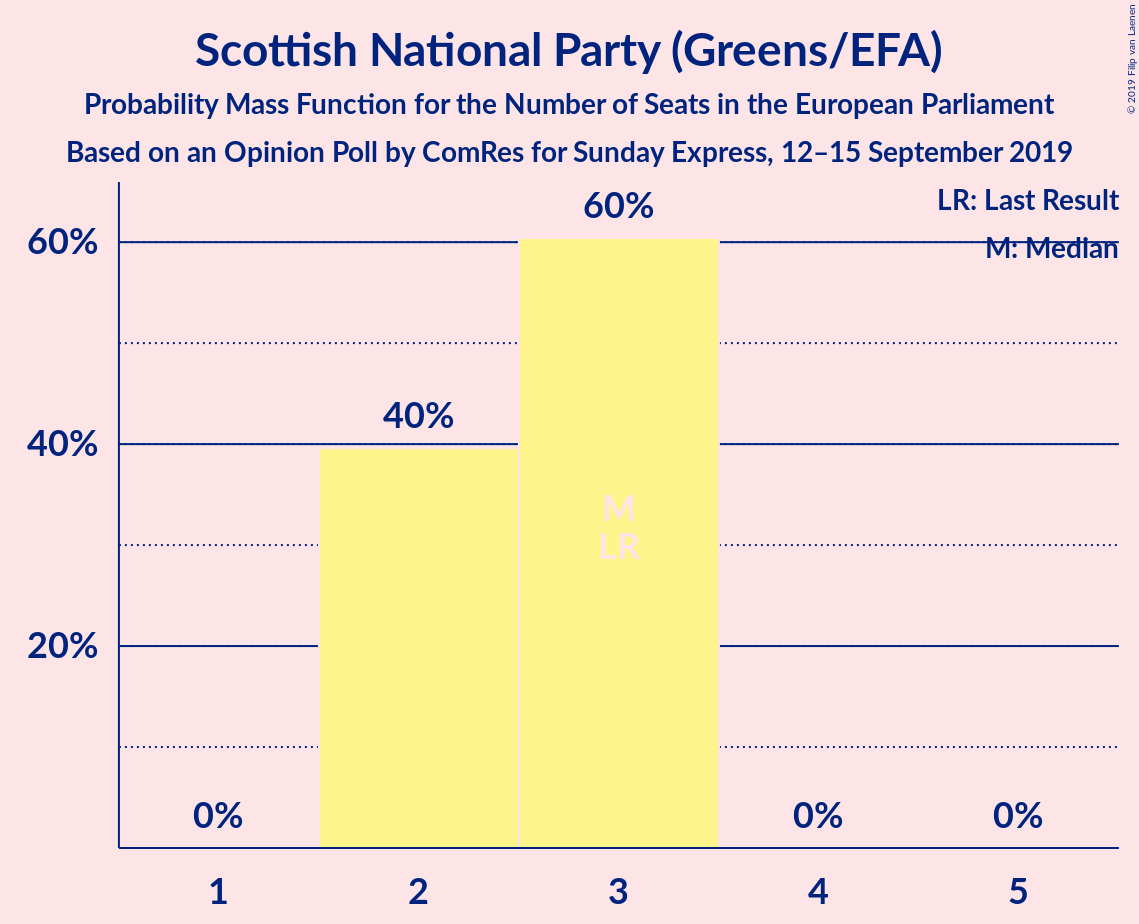 Scottish National Party (Greens/EFA)
Probability Mass Function for the Number of Seats in the European Parliament
Based on an Opinion Poll by ComRes for Sunday Express, 12–15 September 2019
© 2019 Filip van Laenen
LR: Last Result
M: Median
60%
40%
20%
0%
40%
60%
M
LR
0%
0%
1
2
3
4
5